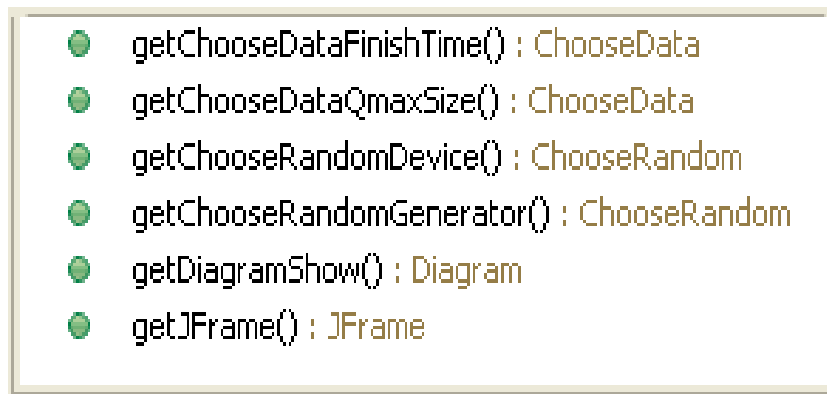 getChooseDataFinishTime() : ChooseData
getChooseDataQmaxSize() : ChooseData
getChooseRandomDevice() : ChooseRandom
getChooseRandomGenerator() : ChooseRandom
getDiagramShow() : Diagram
getJFrame() : JFrame